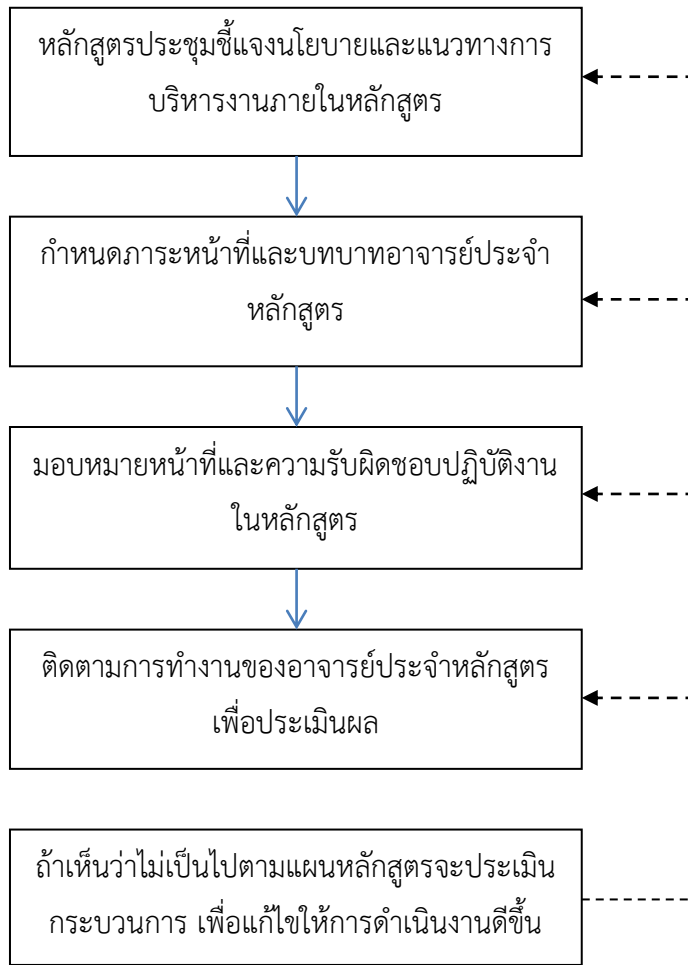 หลักสูตรประชุมชี้แจงนโยบายและแนวทางการ
บริหารงานภายในหลักสูตร
กำหนดภาระหน้าที่และบทบาทอาจารย์ประจำ
หลักสูตร
มอบหมายหน้าที่และความรับผิดชอบปฏิบัติงาน
ในหลักสูตร
ติดตามการทำงานของอาจารย์ประจำหลักสูตร
เพื่อประเมินผล
ถ้าเห็นว่าไม่เป็นไปตามแผนหลักสูตรจะประเมิน
กระบวนการ เพื่อแก้ไขให้การดำเนินงานดีขึ้น